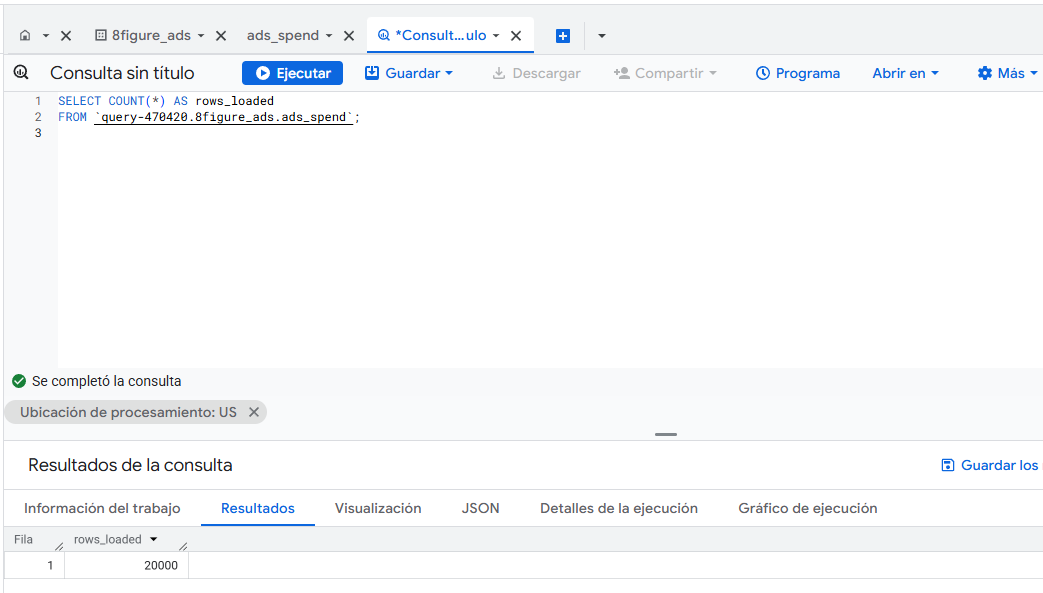 8figure_ads ads_spend *Consult...ulo
Consulta sin título Ejecutar Guardar Descargar Compartir Programa Abrir en Más
1 SELECT COUNT(*) AS rows_loaded
2 FROM `query-470420.8figure_ads.ads_spend`;
3
Se completó la consulta
Ubicación de procesamiento: US
Resultados de la consulta Guardar los
Información del trabajo Resultados Visualización JSON Detalles de la ejecución Gráfico de ejecución
Fila rows_loaded
1 20000